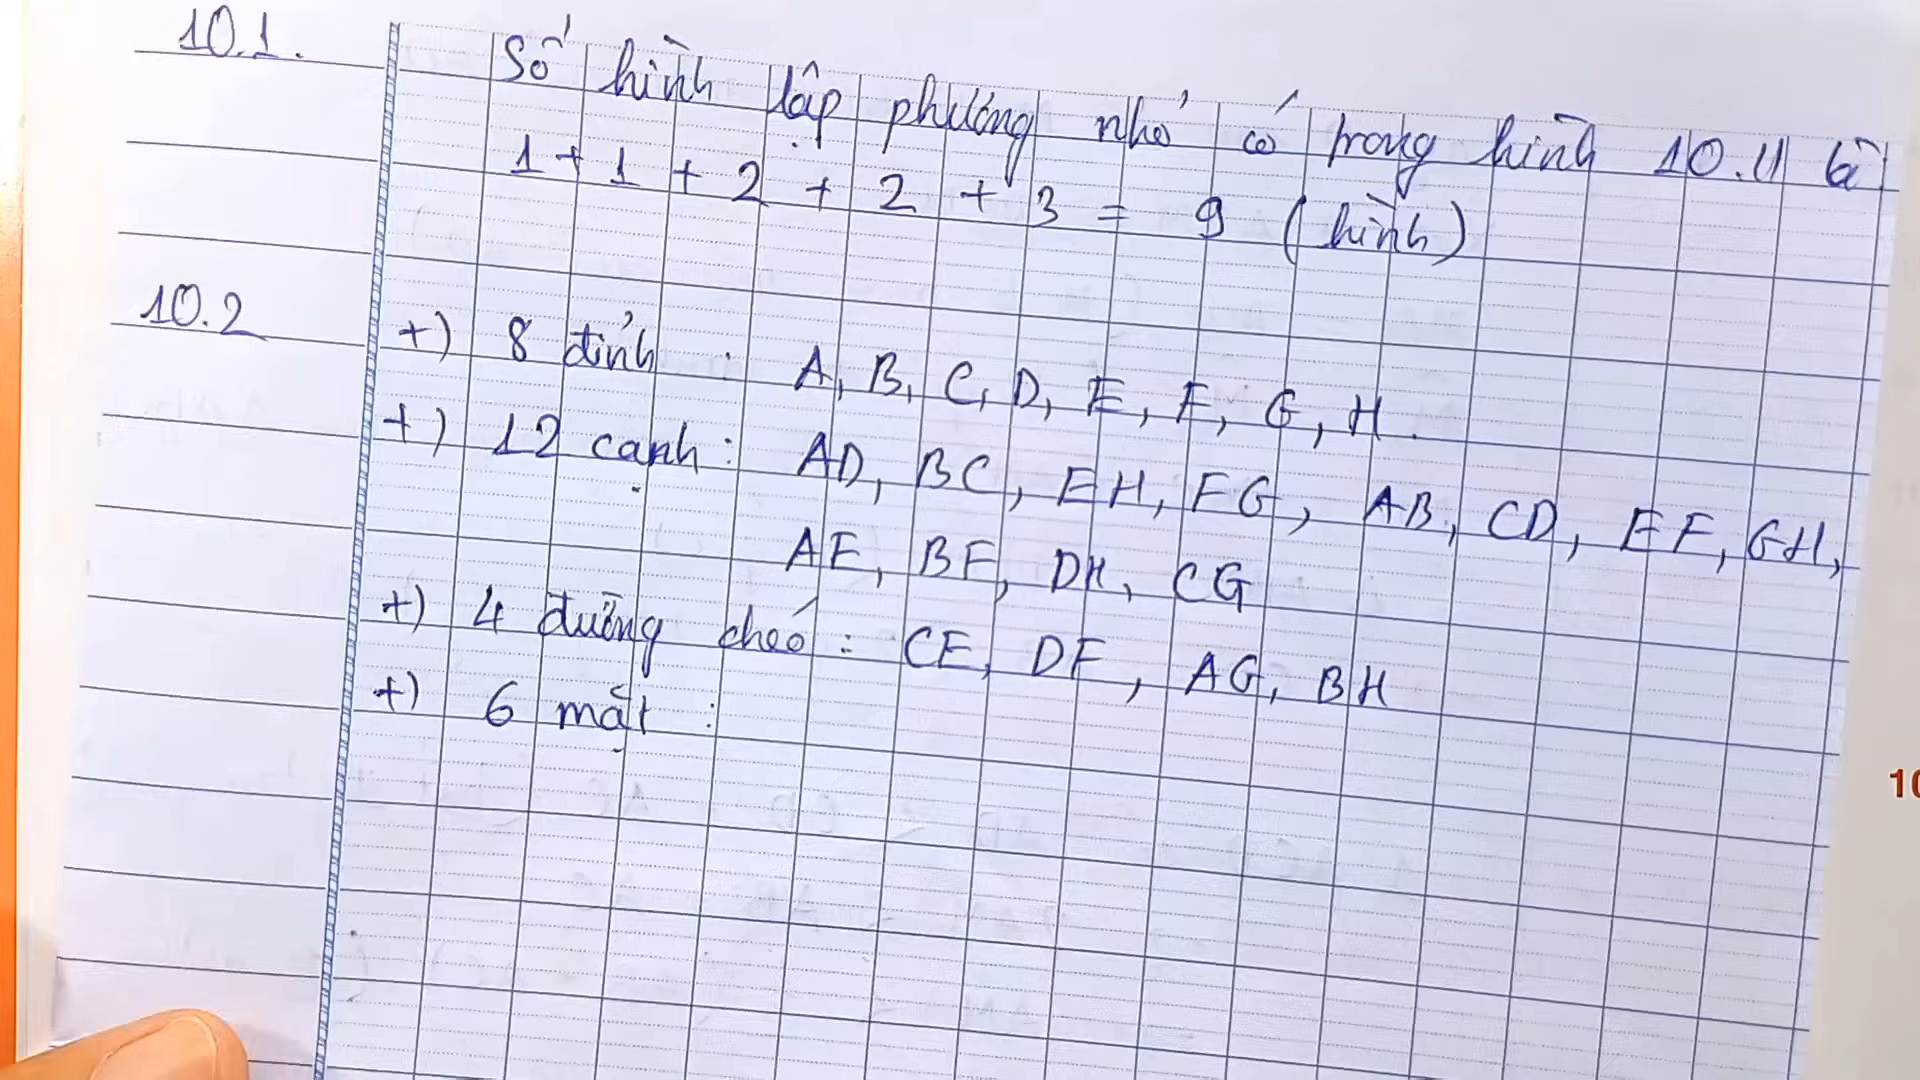 10.1. Số hình lập phương nhỏ có trong hình 10.11 là
1 + 1 + 2 + 2 + 3 = 9 (hình)
10.2 +) 8 đỉnh : A, B, C, D, E, F, G, H.
+) 12 cạnh : AD, BC, EH, FG, AB, CD, EF, GH,
AE, BF, DH, CG
+) 4 đường chéo : CE, DF, AG, BH
+) 6 mặt :
10